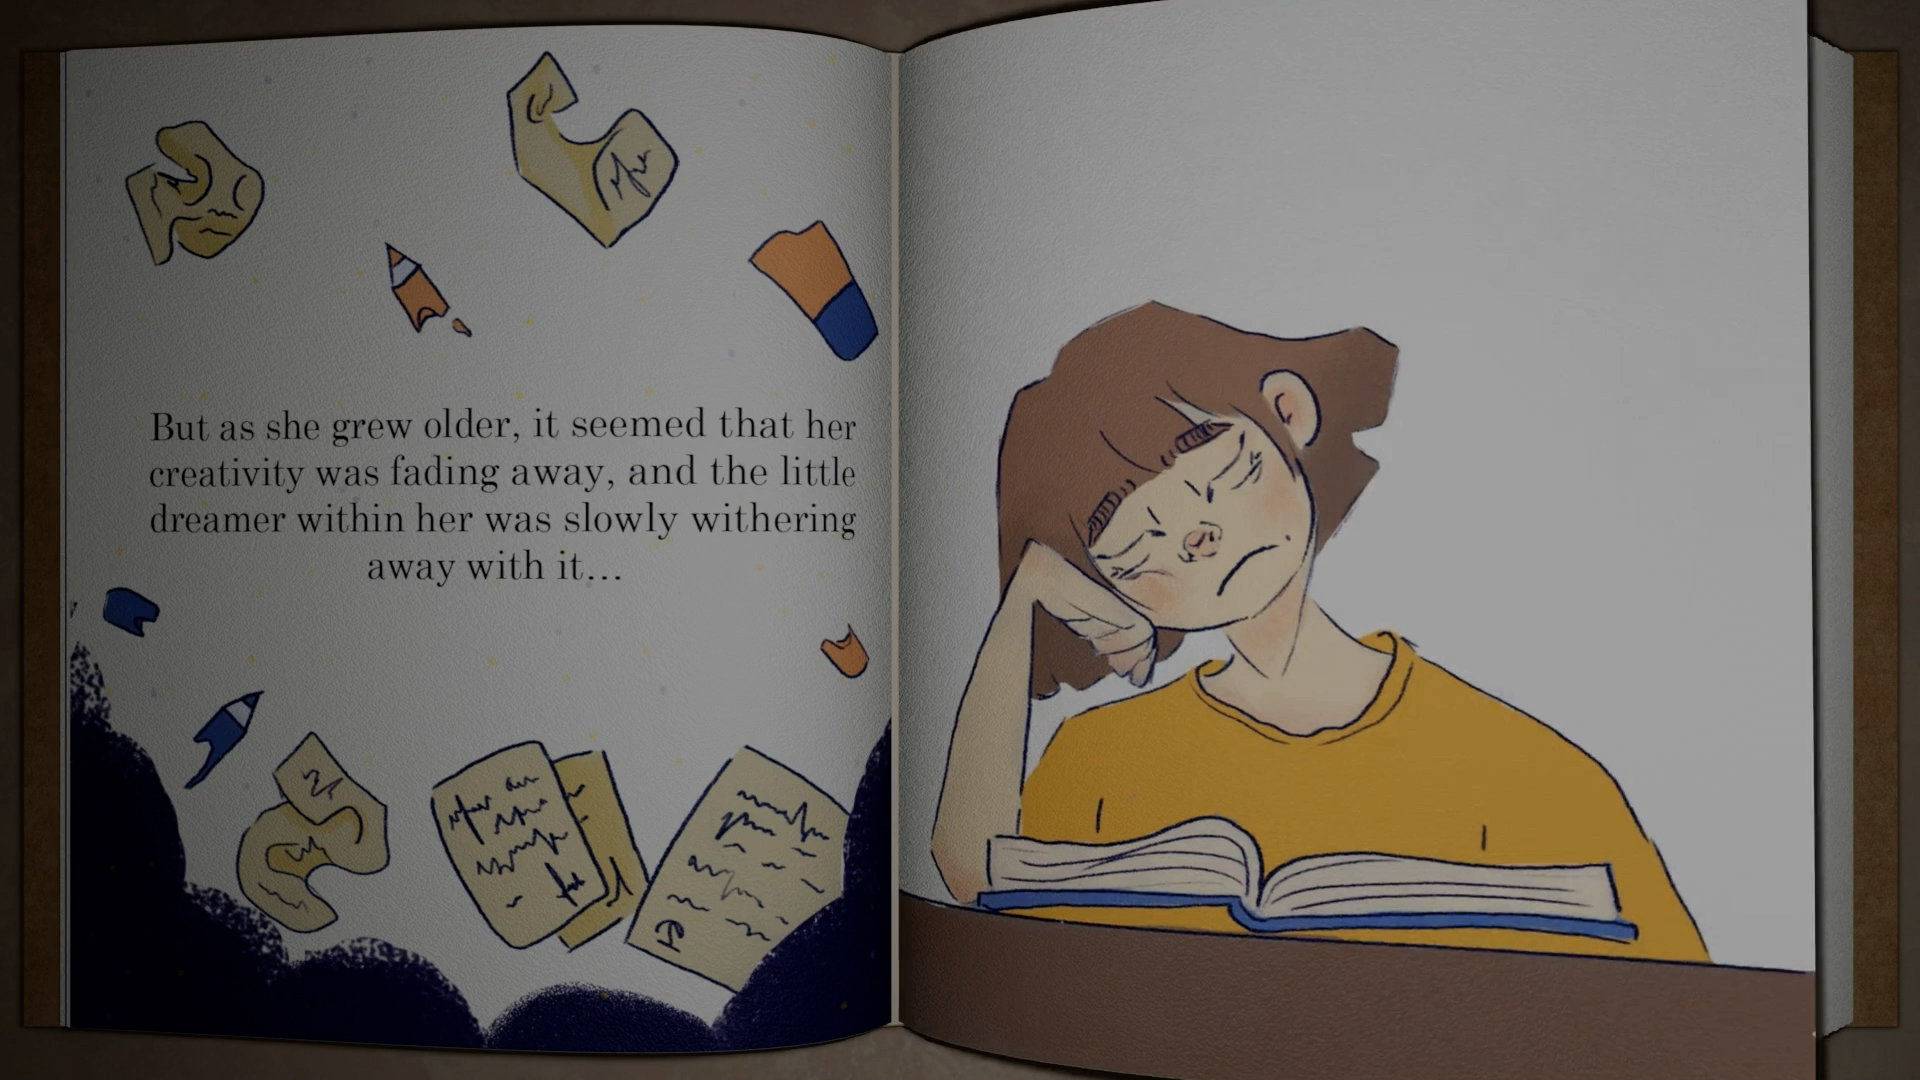 But as she grew older, it seemed that her
creativity was fading away, and the little
dreamer within her was slowly withering
away with it...